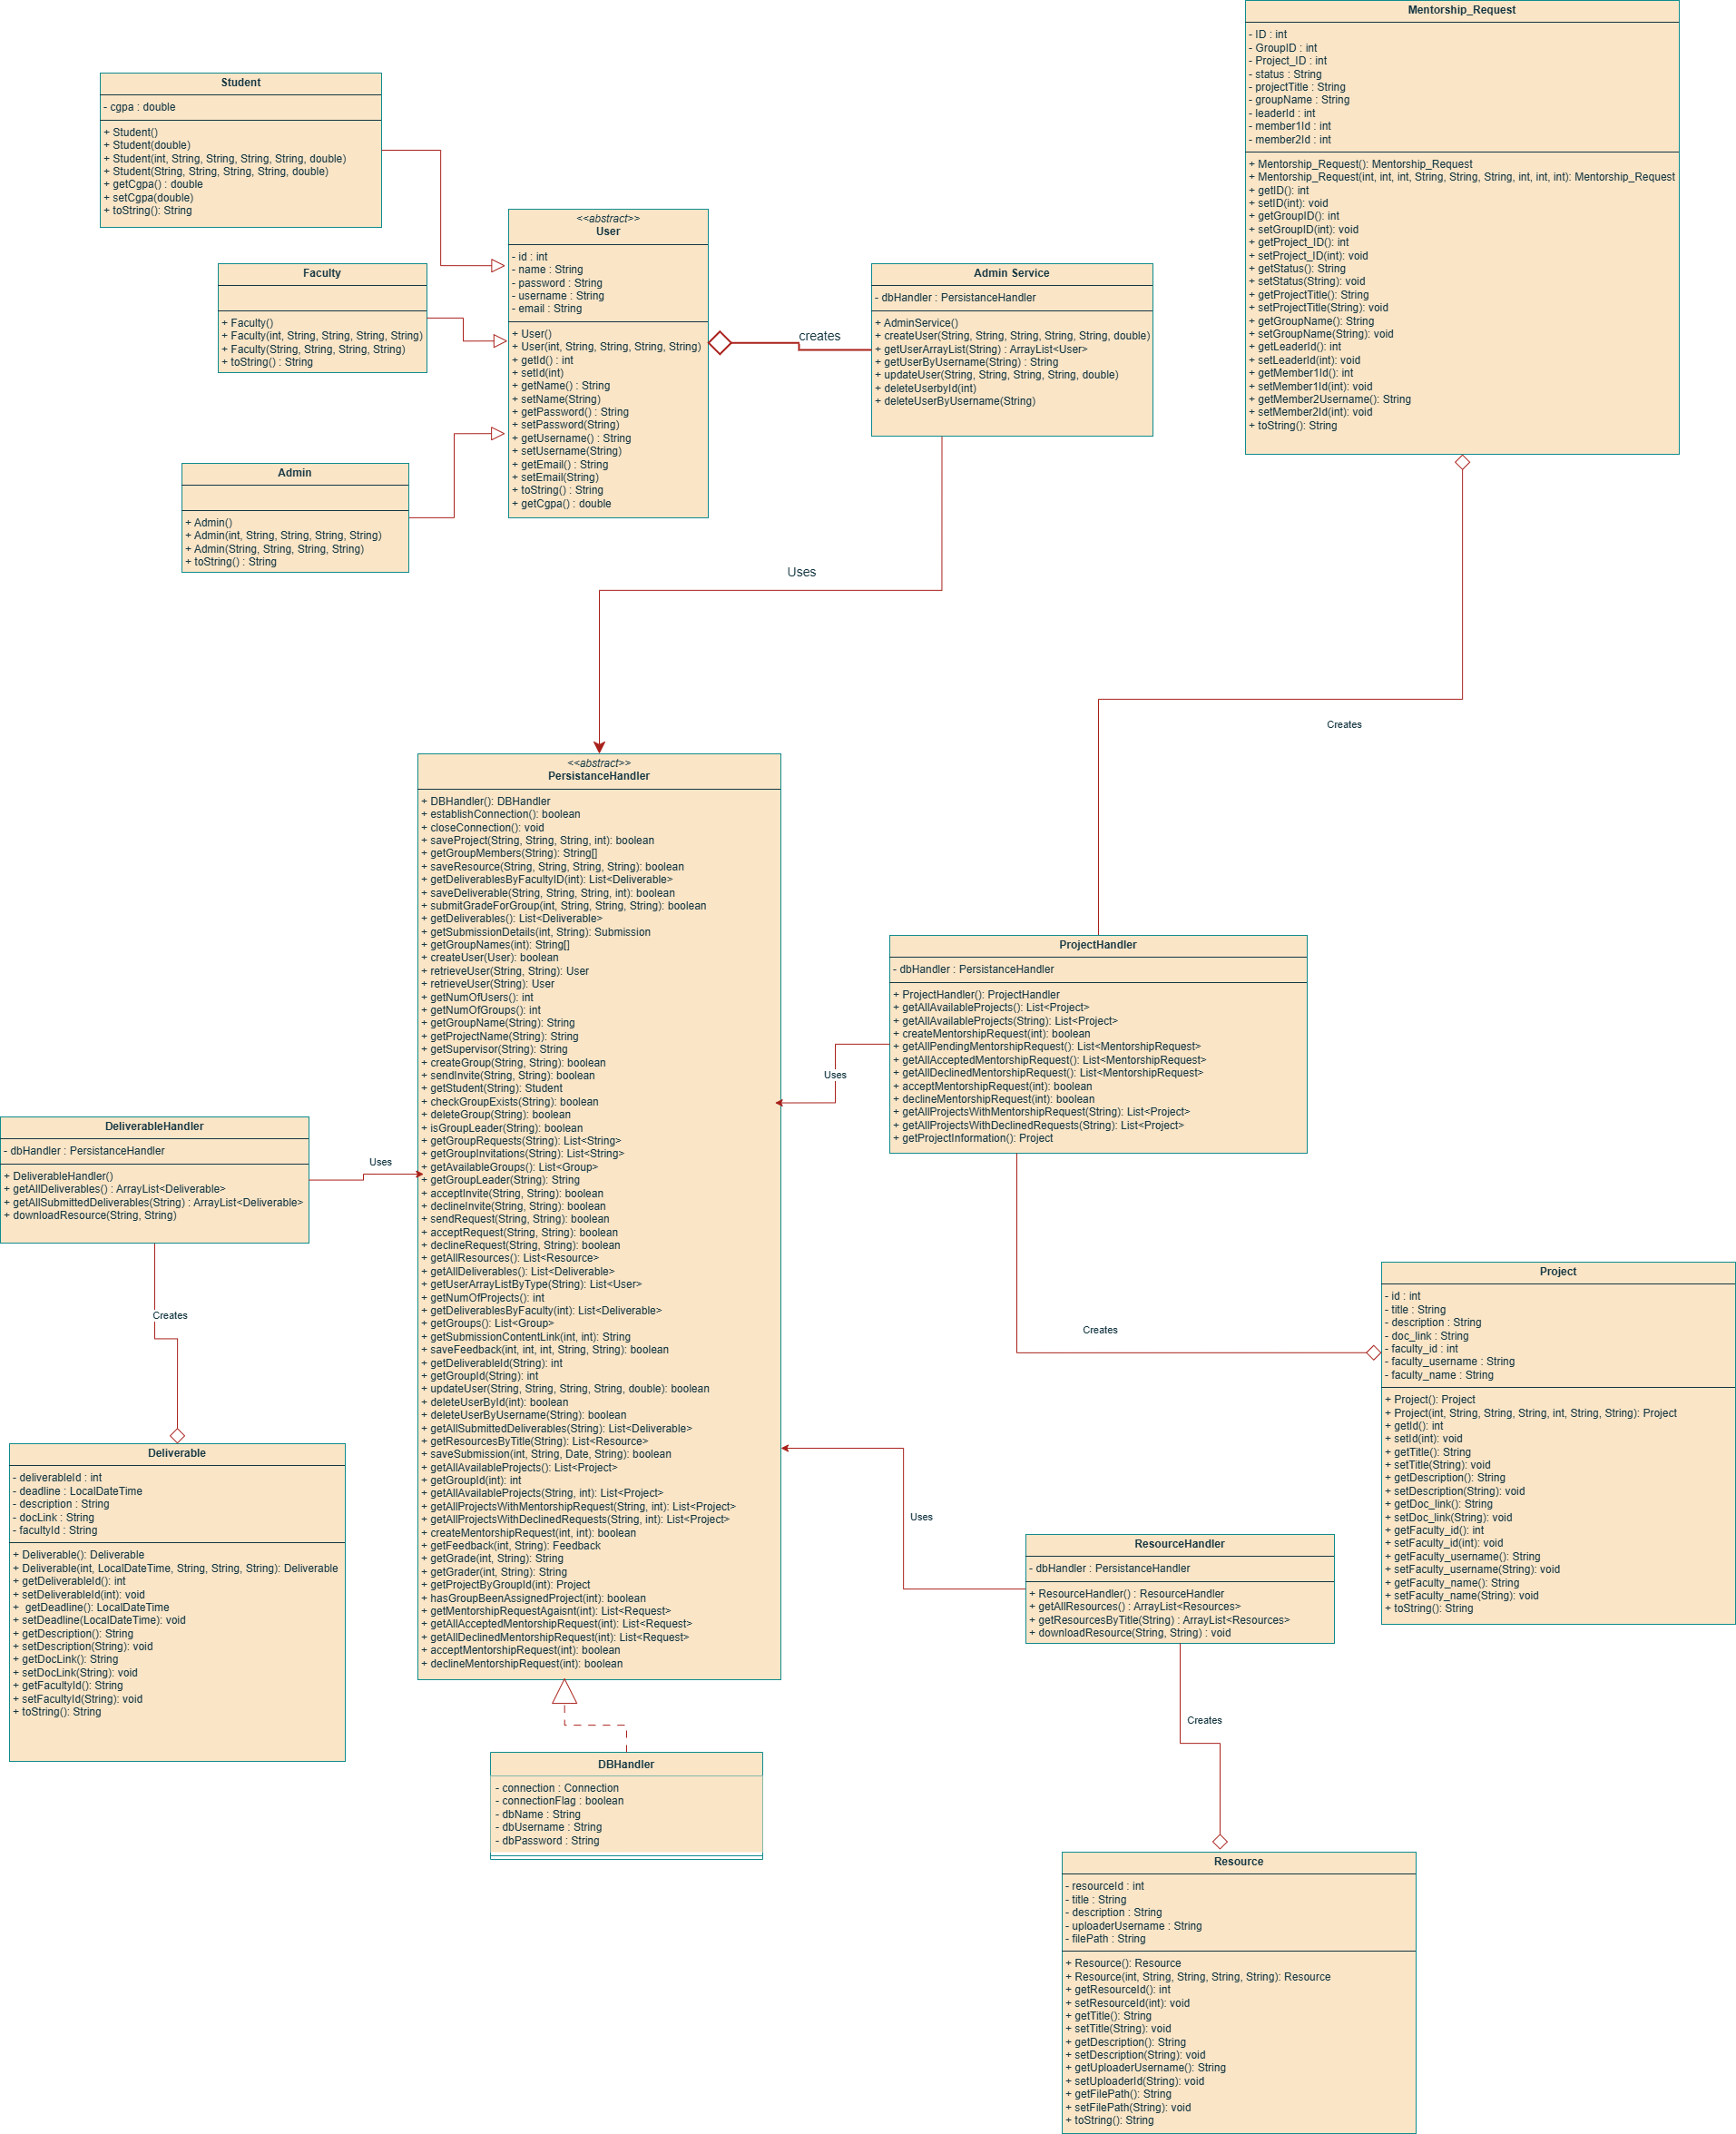 Mentorship_Request
- ID : int
- GroupID : int
- Project_ID : int
- status : String
- projectTitle : String
- groupName : String
- leaderId : int
- member1Id : int
- member2Id : int
+ Mentorship_Request(): Mentorship_Request
+ Mentorship_Request(int, int, int, String, String, String, int, int, int): Mentorship_Request
+ getID(): int
+ setID(int): void
+ getGroupID(): int
+ setGroupID(int): void
+ getProject_ID(): int
+ setProject_ID(int): void
+ getStatus(): String
+ setStatus(String): void
+ getProjectTitle(): String
+ setProjectTitle(String): void
+ getGroupName(): String
+ setGroupName(String): void
+ getLeaderId(): int
+ setLeaderId(int): void
+ getMember1Id(): int
+ setMember1Id(int): void
+ getMember2Username(): String
+ setMember2Id(int): void
+ toString(): String
Student
- cgpa : double
+ Student()
+ Student(double)
+ Student(int, String, String, String, String, double)
+ Student(String, String, String, String, double)
+ getCgpa() : double
+ setCgpa(double)
+ toString(): String
<<abstract>>
User
- id : int
- name : String
- password : String
- username : String
- email : String
+ User()
+ User(int, String, String, String, String)
+ getId() : int
+ setId(int)
+ getName() : String
+ setName(String)
+ getPassword() : String
+ setPassword(String)
+ getUsername() : String
+ setUsername(String)
+ getEmail() : String
+ setEmail(String)
+ toString() : String
+ getCgpa() : double
Faculty
+ Faculty()
+ Faculty(int, String, String, String, String)
+ Faculty(String, String, String, String)
+ toString() : String
creates
Admin Service
- dbHandler : PersistanceHandler
+ AdminService()
+ createUser(String, String, String, String, String, double)
+ getUserArrayList(String) : ArrayList<User>
+ getUserByUsername(String) : String
+ updateUser(String, String, String, String, double)
+ deleteUserbyId(int)
+ deleteUserByUsername(String)
Admin
+ Admin()
+ Admin(int, String, String, String, String)
+ Admin(String, String, String, String)
+ toString() : String
Uses
Creates
<<abstract>>
PersistanceHandler
+ DBHandler(): DBHandler
+ establishConnection(): boolean
+ closeConnection(): void
+ saveProject(String, String, String, int): boolean
+ getGroupMembers(String): String[]
+ saveResource(String, String, String, String): boolean
+ getDeliverablesByFacultyID(int): List<Deliverable>
+ saveDeliverable(String, String, String, int): boolean
+ submitGradeForGroup(int, String, String, String): boolean
+ getDeliverables(): List<Deliverable>
+ getSubmissionDetails(int, String): Submission
+ getGroupNames(int): String[]
+ createUser(User): boolean
+ retrieveUser(String, String): User
+ retrieveUser(String): User
+ getNumOfUsers(): int
+ getNumOfGroups(): int
+ getGroupName(String): String
+ getProjectName(String): String
+ getSupervisor(String): String
+ createGroup(String, String): boolean
+ sendInvite(String, String): boolean
+ getStudent(String): Student
+ checkGroupExists(String): boolean
+ deleteGroup(String): boolean
+ isGroupLeader(String): boolean
+ getGroupRequests(String): List<String>
+ getGroupInvitations(String): List<String>
+ getAvailableGroups(): List<Group>
+ getGroupLeader(String): String
+ acceptInvite(String, String): boolean
+ declineInvite(String, String): boolean
+ sendRequest(String, String): boolean
+ acceptRequest(String, String): boolean
+ declineRequest(String, String): boolean
+ getAllResources(): List<Resource>
+ getAllDeliverables(): List<Deliverable>
+ getUserArrayListByType(String): List<User>
+ getNumOfProjects(): int
+ getDeliverablesByFaculty(int): List<Deliverable>
+ getGroups(): List<Group>
+ getSubmissionContentLink(int, int): String
+ saveFeedback(int, int, int, String, String): boolean
+ getDeliverableId(String): int
+ getGroupId(String): int
+ updateUser(String, String, String, String, double): boolean
+ deleteUserById(int): boolean
+ deleteUserByUsername(String): boolean
+ getAllSubmittedDeliverables(String): List<Deliverable>
+ getResourcesByTitle(String): List<Resource>
+ saveSubmission(int, String, Date, String): boolean
+ getAllAvailableProjects(): List<Project>
+ getGroupId(int): int
+ getAllAvailableProjects(String, int): List<Project>
+ getAllProjectsWithMentorshipRequest(String, int): List<Project>
+ getAllProjectsWithDeclinedRequests(String, int): List<Project>
+ createMentorshipRequest(int, int): boolean
+ getFeedback(int, String): Feedback
+ getGrade(int, String): String
+ getGrader(int, String): String
+ getProjectByGroupId(int): Project
+ hasGroupBeenAssignedProject(int): boolean
+ getMentorshipRequestAgaisnt(int): List<Request>
+ getAllAcceptedMentorshipRequest(int): List<Request>
+ getAllDeclinedMentorshipRequest(int): List<Request>
+ acceptMentorshipRequest(int): boolean
+ declineMentorshipRequest(int): boolean
ProjectHandler
- dbHandler : PersistanceHandler
+ ProjectHandler(): ProjectHandler
+ getAllAvailableProjects(): List<Project>
+ getAllAvailableProjects(String): List<Project>
+ createMentorshipRequest(int): boolean
+ getAllPendingMentorshipRequest(): List<MentorshipRequest>
+ getAllAcceptedMentorshipRequest(): List<MentorshipRequest>
+ getAllDeclinedMentorshipRequest(): List<MentorshipRequest>
+ acceptMentorshipRequest(int): boolean
+ declineMentorshipRequest(int): boolean
+ getAllProjectsWithMentorshipRequest(String): List<Project>
+ getAllProjectsWithDeclinedRequests(String): List<Project>
+ getProjectInformation(): Project
Uses
DeliverableHandler
- dbHandler : PersistanceHandler
+ DeliverableHandler()
+ getAllDeliverables() : ArrayList<Deliverable>
+ getAllSubmittedDeliverables(String) : ArrayList<Deliverable>
+ downloadResource(String, String)
Uses
Creates
Creates
Project
- id : int
- title : String
- description : String
- doc_link : String
- faculty_id : int
- faculty_username : String
- faculty_name : String
+ Project(): Project
+ Project(int, String, String, String, int, String, String): Project
+ getId(): int
+ setId(int): void
+ getTitle(): String
+ setTitle(String): void
+ getDescription(): String
+ setDescription(String): void
+ getDoc_link(): String
+ setDoc_link(String): void
+ getFaculty_id(): int
+ setFaculty_id(int): void
+ getFaculty_username(): String
+ setFaculty_username(String): void
+ getFaculty_name(): String
+ setFaculty_name(String): void
+ toString(): String
Deliverable
- deliverableId : int
- deadline : LocalDateTime
- description : String
- docLink : String
- facultyId : String
+ Deliverable(): Deliverable
+ Deliverable(int, LocalDateTime, String, String, String): Deliverable
+ getDeliverableId(): int
+ setDeliverableId(int): void
+ getDeadline(): LocalDateTime
+ setDeadline(LocalDateTime): void
+ getDescription(): String
+ setDescription(String): void
+ getDocLink(): String
+ setDocLink(String): void
+ getFacultyId(): String
+ setFacultyId(String): void
+ toString(): String
Uses
ResourceHandler
- dbHandler : PersistanceHandler
+ ResourceHandler() : ResourceHandler
+ getAllResources() : ArrayList<Resources>
+ getResourcesByTitle(String) : ArrayList<Resources>
+ downloadResource(String, String) : void
Creates
DBHandler
- connection : Connection
- connectionFlag : boolean
- dbName : String
- dbUsername : String
- dbPassword : String
Resource
- resourceId : int
- title : String
- description : String
- uploaderUsername : String
- filePath : String
+ Resource(): Resource
+ Resource(int, String, String, String, String): Resource
+ getResourceId(): int
+ setResourceId(int): void
+ getTitle(): String
+ setTitle(String): void
+ getDescription(): String
+ setDescription(String): void
+ getUploaderUsername(): String
+ setUploaderId(String): void
+ getFilePath(): String
+ setFilePath(String): void
+ toString(): String